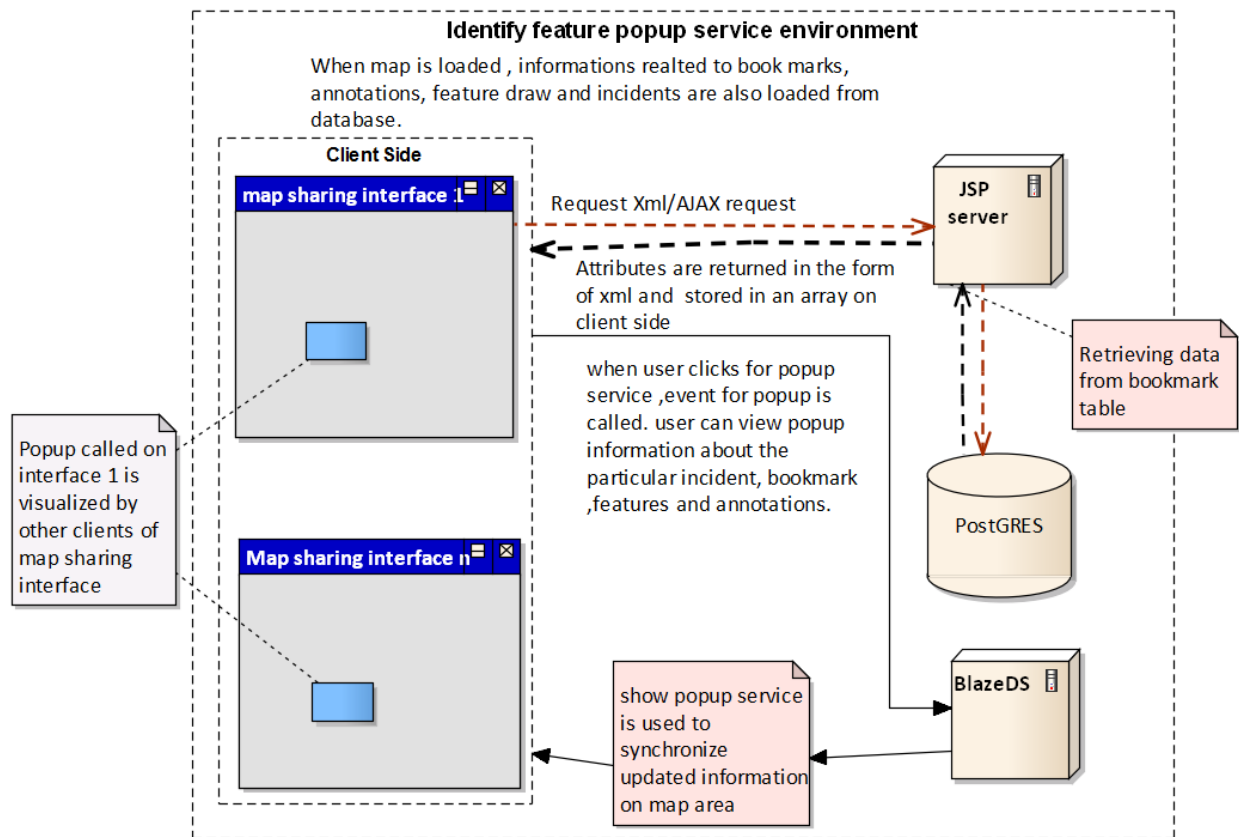 Identify feature popup service environment
When map is loaded , informations realted to book marks,
annotations, feature draw and incidents are also loaded from
database.
Client Side
map sharing interface 1
Request Xml/AJAX request
JSP
server
Attributes are returned in the form
of xml and  stored in an array on
client side
Retrieving data
from bookmark
table
when user clicks for popup
service ,event for popup is
called. user can view popup
information about the
particular incident, bookmark
,features and annotations.
Popup called on
interface 1 is
visualized by
other clients of
map sharing
interface
PostGRES
Map sharing interface n
BlazeDS
show popup service
is used to
synchronize
updated information
on map area